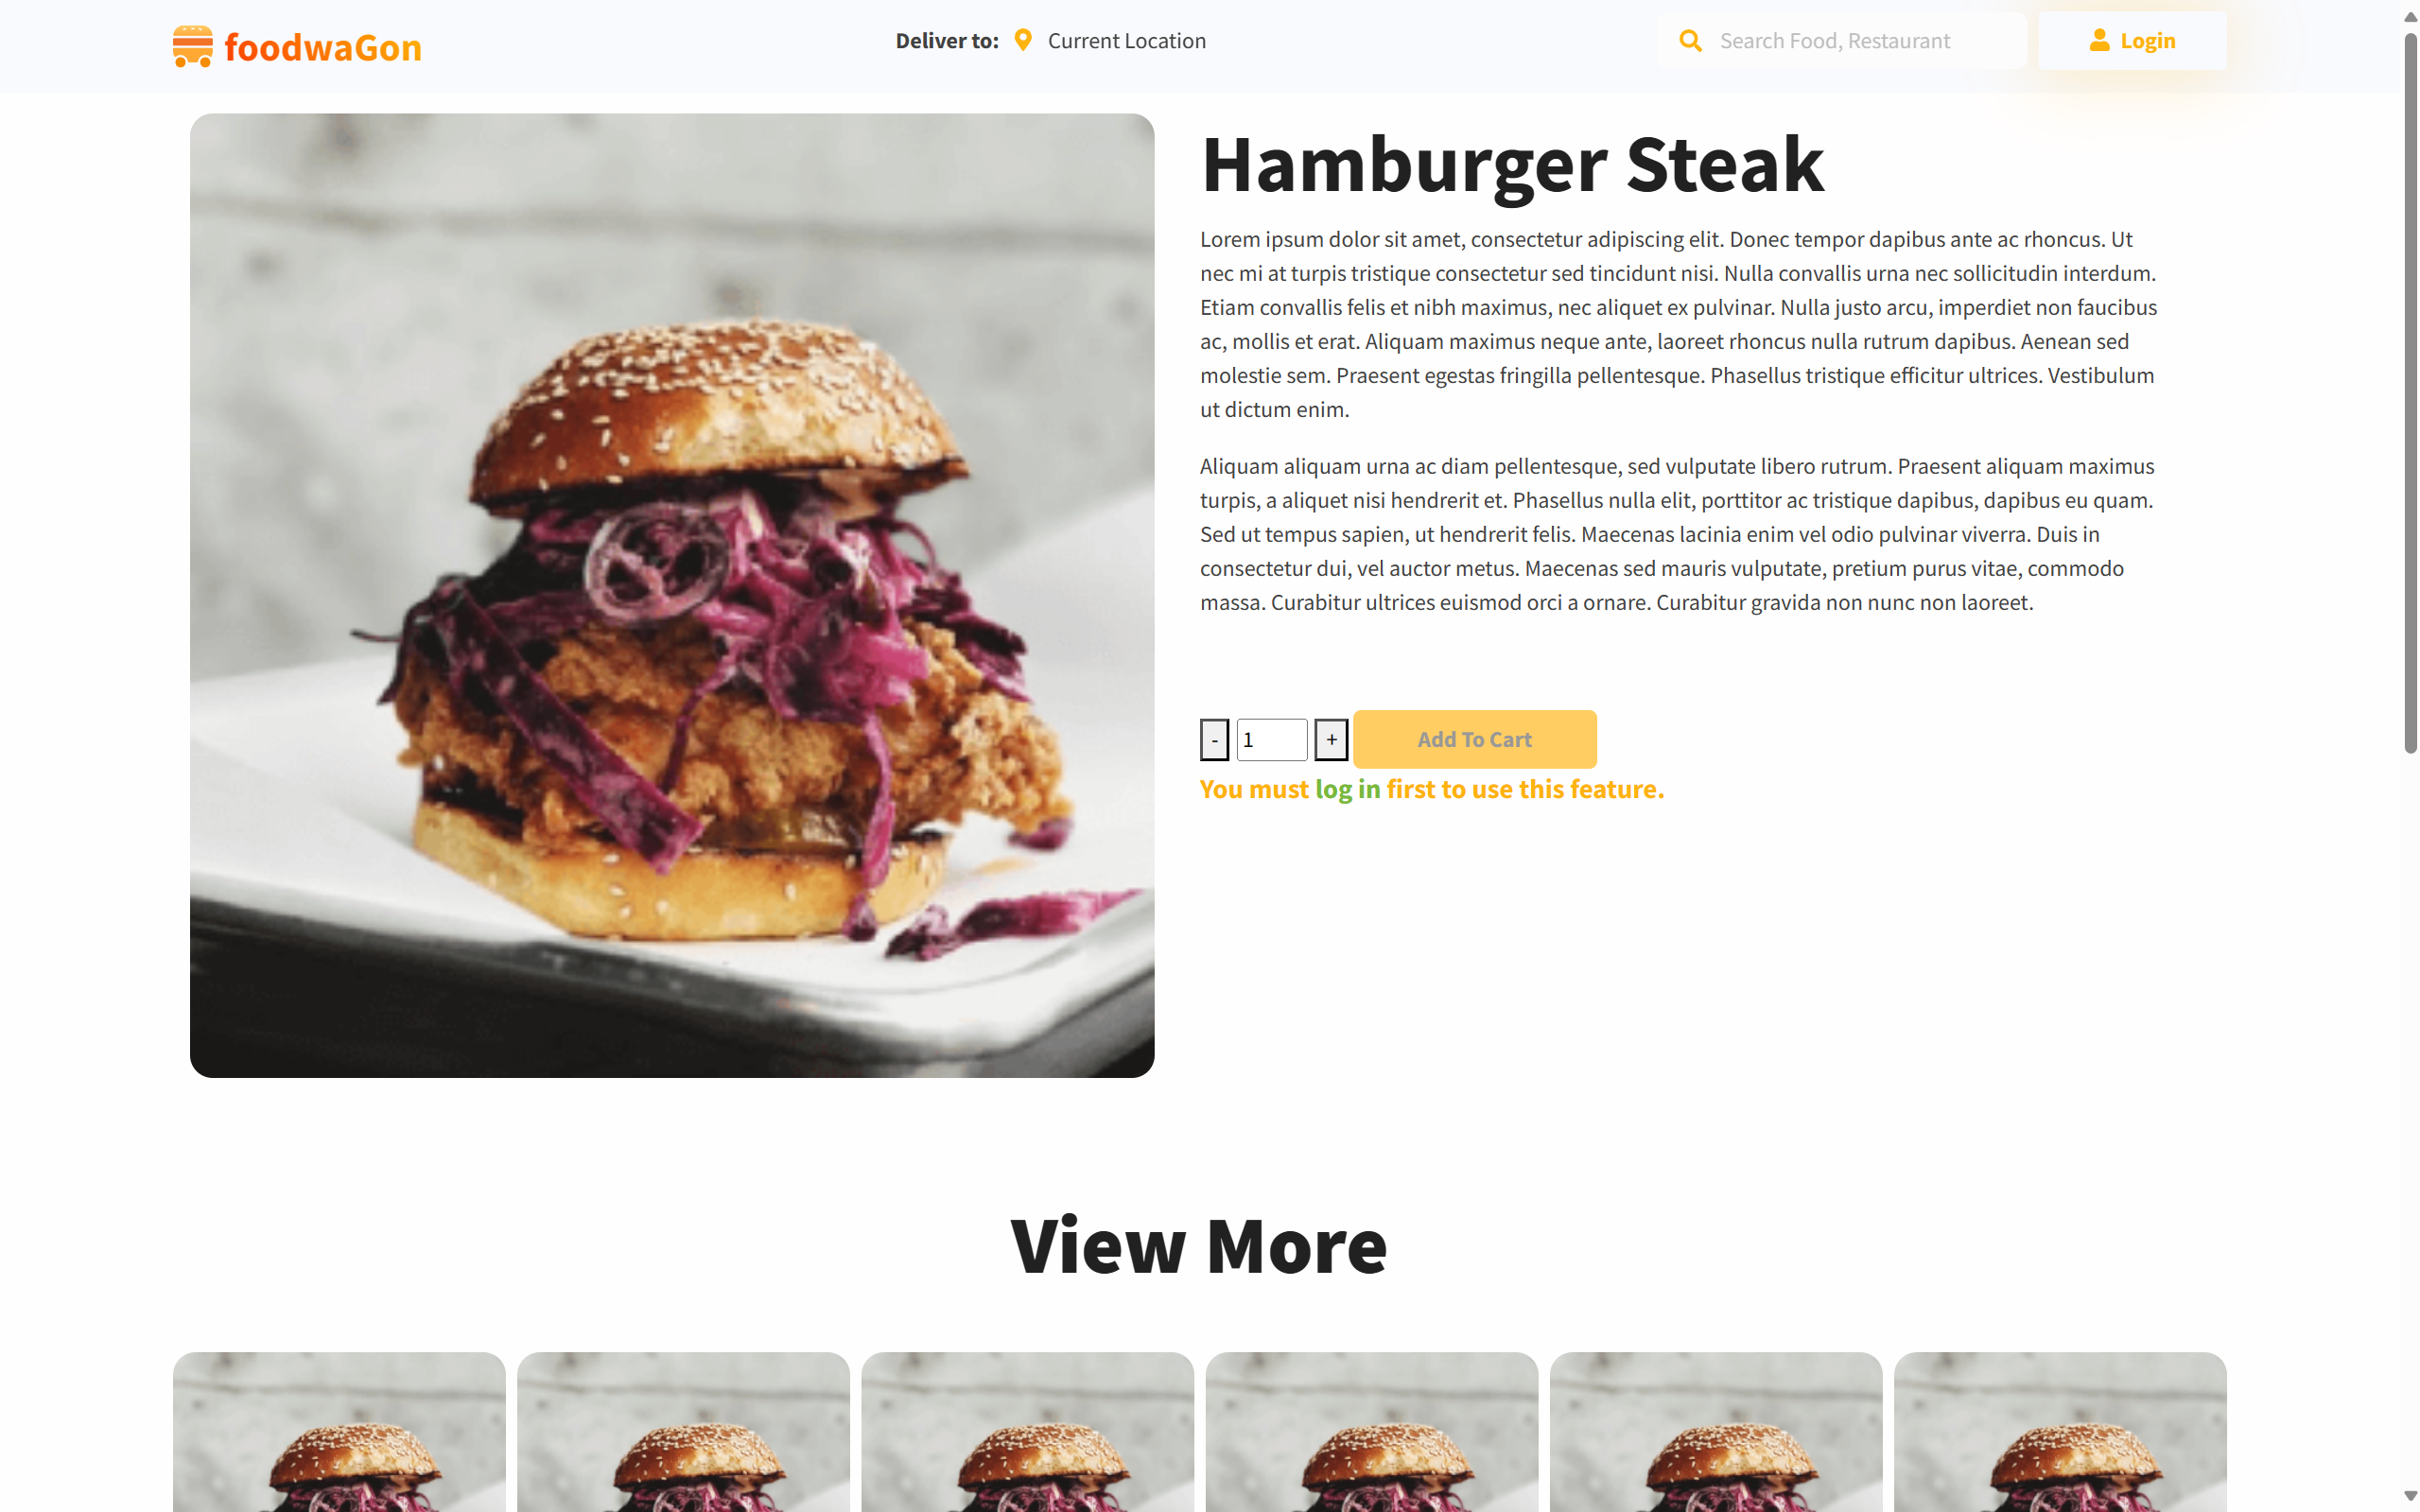 foodwaGon
Deliver to: Current Location
Search Food, Restaurant
Login
Hamburger Steak
Lorem ipsum dolor sit amet, consectetur adipiscing elit. Donec tempor dapibus ante ac rhoncus. Ut
nec mi at turpis tristique consectetur sed tincidunt nisi. Nulla convallis urna nec sollicitudin interdum.
Etiam convallis felis et nibh maximus, nec aliquet ex pulvinar. Nulla justo arcu, imperdiet non faucibus
ac, mollis et erat. Aliquam maximus neque ante, laoreet rhoncus nulla rutrum dapibus. Aenean sed
molestie sem. Praesent egestas fringilla pellentesque. Phasellus tristique efficitur ultrices. Vestibulum
ut dictum enim.
Aliquam aliquam urna ac diam pellentesque, sed vulputate libero rutrum. Praesent aliquam maximus
turpis, a aliquet nisi hendrerit et. Phasellus nulla elit, porttitor ac tristique dapibus, dapibus eu quam.
Sed ut tempus sapien, ut hendrerit felis. Maecenas lacinia enim vel odio pulvinar viverra. Duis in
consectetur dui, vel auctor metus. Maecenas sed mauris vulputate, pretium purus vitae, commodo
massa. Curabitur ultrices euismod orci a ornare. Curabitur gravida non nunc non laoreet.
- 1 + Add To Cart
You must log in first to use this feature.
View More